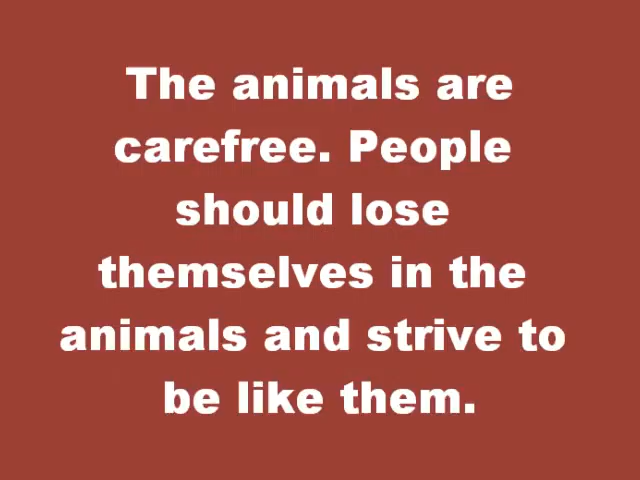 The animals are
carefree. People
should lose
themselves in the
animals and strive to
be like them.